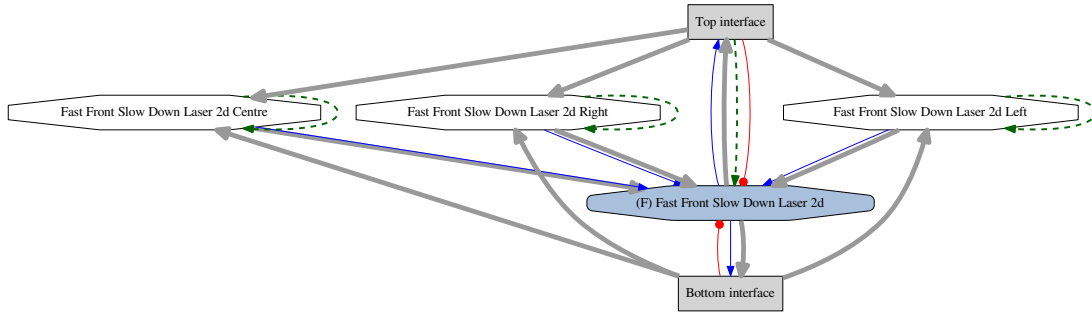 Top interface
Fast Front Slow Down Laser 2d Centre
Fast Front Slow Down Laser 2d Right
Fast Front Slow Down Laser 2d Left
(F) Fast Front Slow Down Laser 2d
Bottom interface